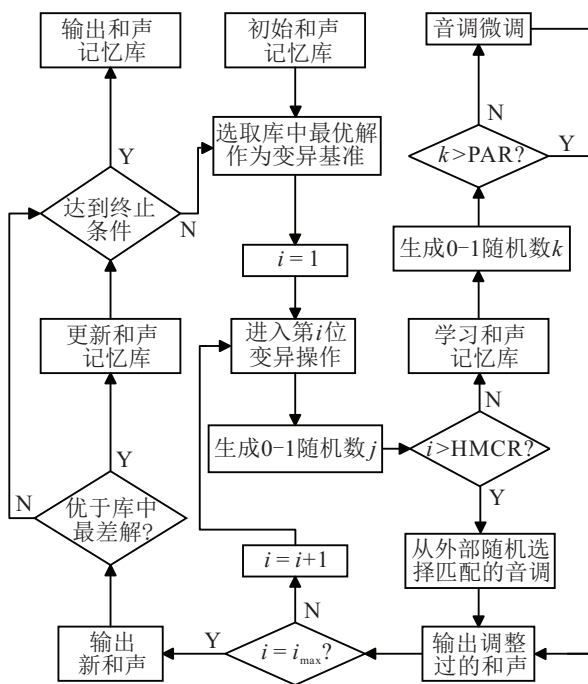 输出和声
记忆库
初始和声
记忆库
音调微调
N
选取库中最优解
作为变异基准
k>PAR?
Y
Y
达到终止
条件
N
i = 1
生成0-1随机数k
更新和声
记忆库
进入第i位
变异操作
学习和声
记忆库
N
生成0-1随机数j
i>HMCR?
Y
N
优于库中
最差解?
Y
i = i+1
从外部随机选
择匹配的音调
N
输出
新和声
Y
i = imax?
输出调整
过的和声